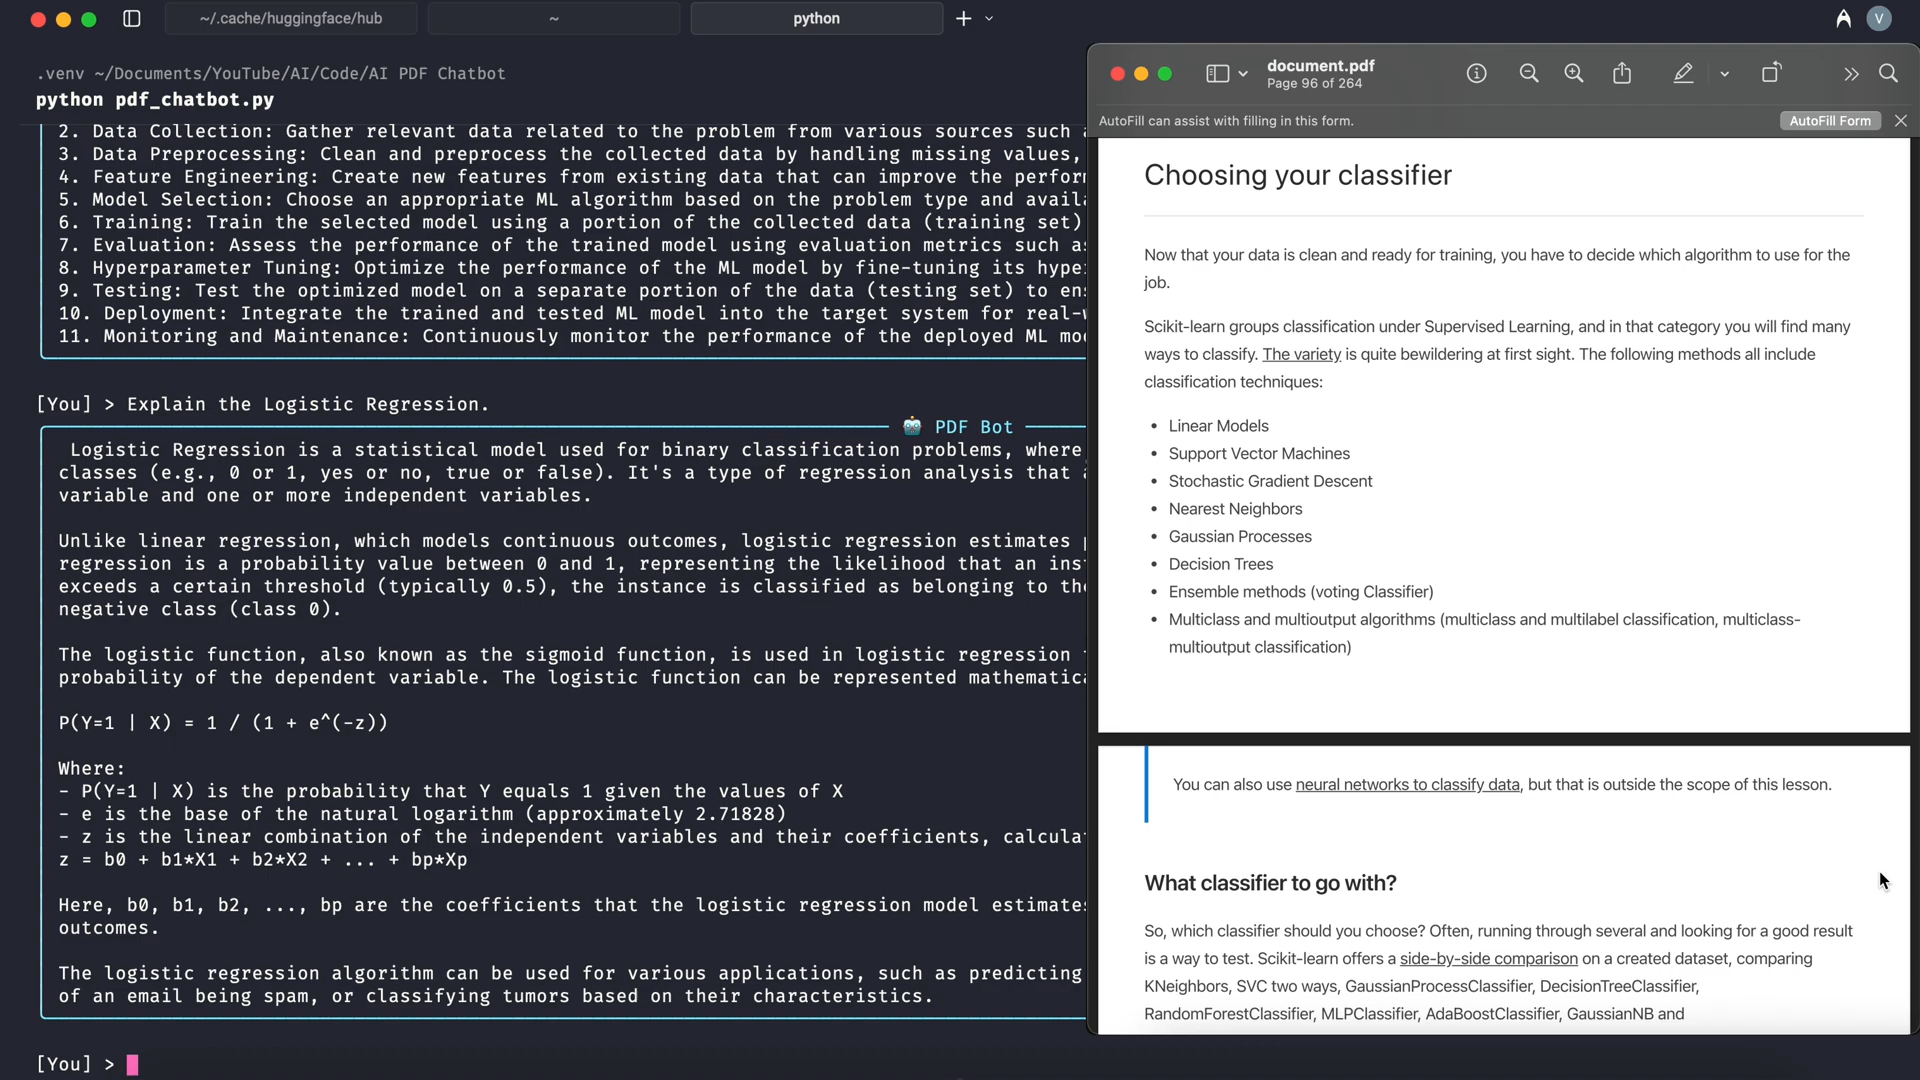 ~/.cache/huggingface/hub
~
python
V
.venv ~/Documents/YouTube/AI/Code/AI PDF Chatbot
python pdf_chatbot.py
2. Data Collection: Gather relevant data related to the problem from various sources such
3. Data Preprocessing: Clean and preprocess the collected data by handling missing values,
4. Feature Engineering: Create new features from existing data that can improve the perfor
5. Model Selection: Choose an appropriate ML algorithm based on the problem type and avail
6. Training: Train the selected model using a portion of the collected data (training set)
7. Evaluation: Assess the performance of the trained model using evaluation metrics such as
8. Hyperparameter Tuning: Optimize the performance of the ML model by fine-tuning its hype
9. Testing: Test the optimized model on a separate portion of the data (testing set) to en
10. Deployment: Integrate the trained and tested ML model into the target system for real-
11. Monitoring and Maintenance: Continuously monitor the performance of the deployed ML mo
[You] > Explain the Logistic Regression.
PDF Bot
Logistic Regression is a statistical model used for binary classification problems, where
classes (e.g., 0 or 1, yes or no, true or false). It's a type of regression analysis that
variable and one or more independent variables.
Unlike linear regression, which models continuous outcomes, logistic regression estimates
regression is a probability value between 0 and 1, representing the likelihood that an ins
exceeds a certain threshold (typically 0.5), the instance is classified as belonging to the
negative class (class 0).
The logistic function, also known as the sigmoid function, is used in logistic regression
probability of the dependent variable. The logistic function can be represented mathematica
P(Y=1 | X) = 1 / (1 + e^(-z))
Where:
- P(Y=1 | X) is the probability that Y equals 1 given the values of X
- e is the base of the natural logarithm (approximately 2.71828)
- z is the linear combination of the independent variables and their coefficients, calcula
z = b0 + b1*X1 + b2*X2 + ... + bp*Xp
Here, b0, b1, b2, ..., bp are the coefficients that the logistic regression model estimates
outcomes.
The logistic regression algorithm can be used for various applications, such as predicting
of an email being spam, or classifying tumors based on their characteristics.
[You] >
document.pdf
Page 96 of 264
AutoFill can assist with filling in this form.
AutoFill Form
Choosing your classifier
Now that your data is clean and ready for training, you have to decide which algorithm to use for the
job.
Scikit-learn groups classification under Supervised Learning, and in that category you will find many
ways to classify. The variety is quite bewildering at first sight. The following methods all include
classification techniques:
• Linear Models
• Support Vector Machines
• Stochastic Gradient Descent
• Nearest Neighbors
• Gaussian Processes
• Decision Trees
• Ensemble methods (voting Classifier)
• Multiclass and multioutput algorithms (multiclass and multilabel classification, multiclass-
multioutput classification)
You can also use neural networks to classify data, but that is outside the scope of this lesson.
What classifier to go with?
So, which classifier should you choose? Often, running through several and looking for a good result
is a way to test. Scikit-learn offers a side-by-side comparison on a created dataset, comparing
KNeighbors, SVC two ways, GaussianProcessClassifier, DecisionTreeClassifier,
RandomForestClassifier, MLPClassifier, AdaBoostClassifier, GaussianNB and